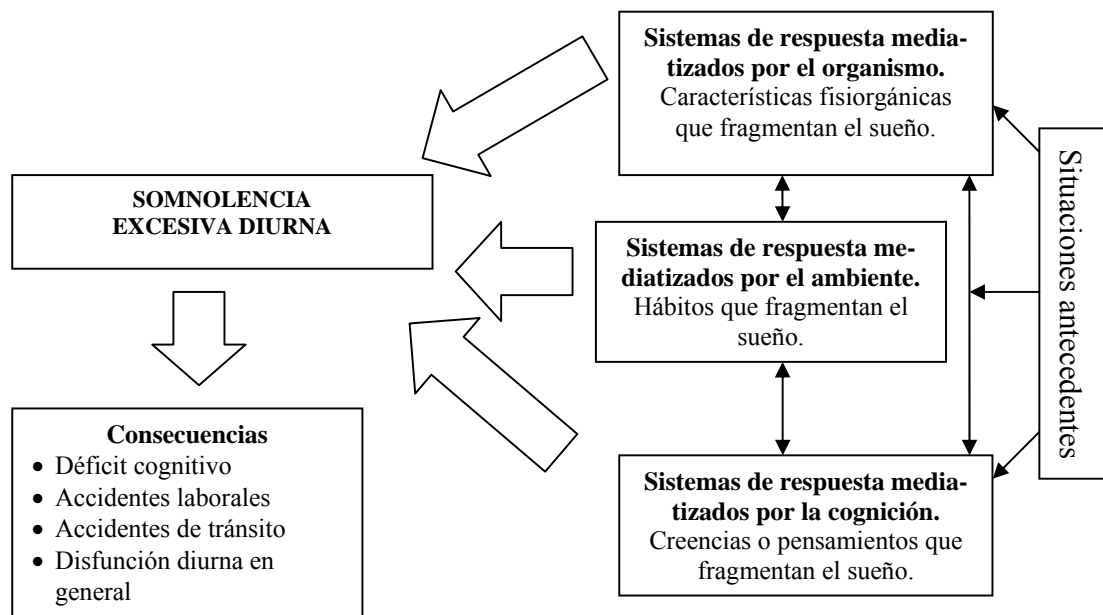 Sistemas de respuesta media-
tizados por el organismo.
Características fisiorgánicas
que fragmentan el sueño.
SOMNOLENCIA
EXCESIVA DIURNA
Sistemas de respuesta me-
diatizados por el ambiente.
Hábitos que fragmentan el
sueño.
Situaciones antecedentes
Consecuencias
• Déficit cognitivo
• Accidentes laborales
• Accidentes de tránsito
• Disfunción diurna en
general
Sistemas de respuesta media-
tizados por la cognición.
Creencias o pensamientos que
fragmentan el sueño.